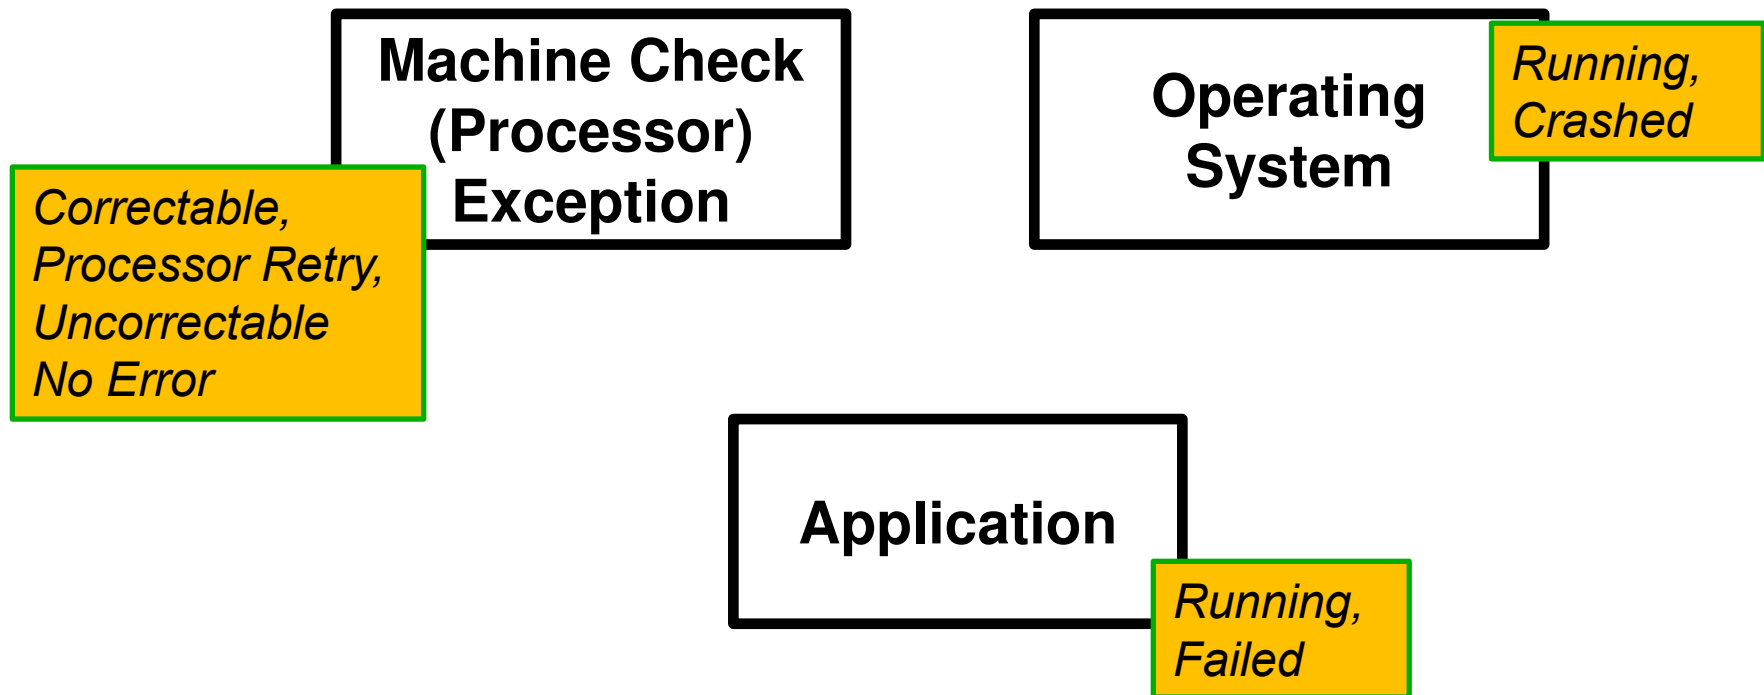 Machine Check
(Processor)
Exception
Correctable,
Processor Retry,
Uncorrectable
No Error
Operating
System
Running,
Crashed
Application
Running,
Failed